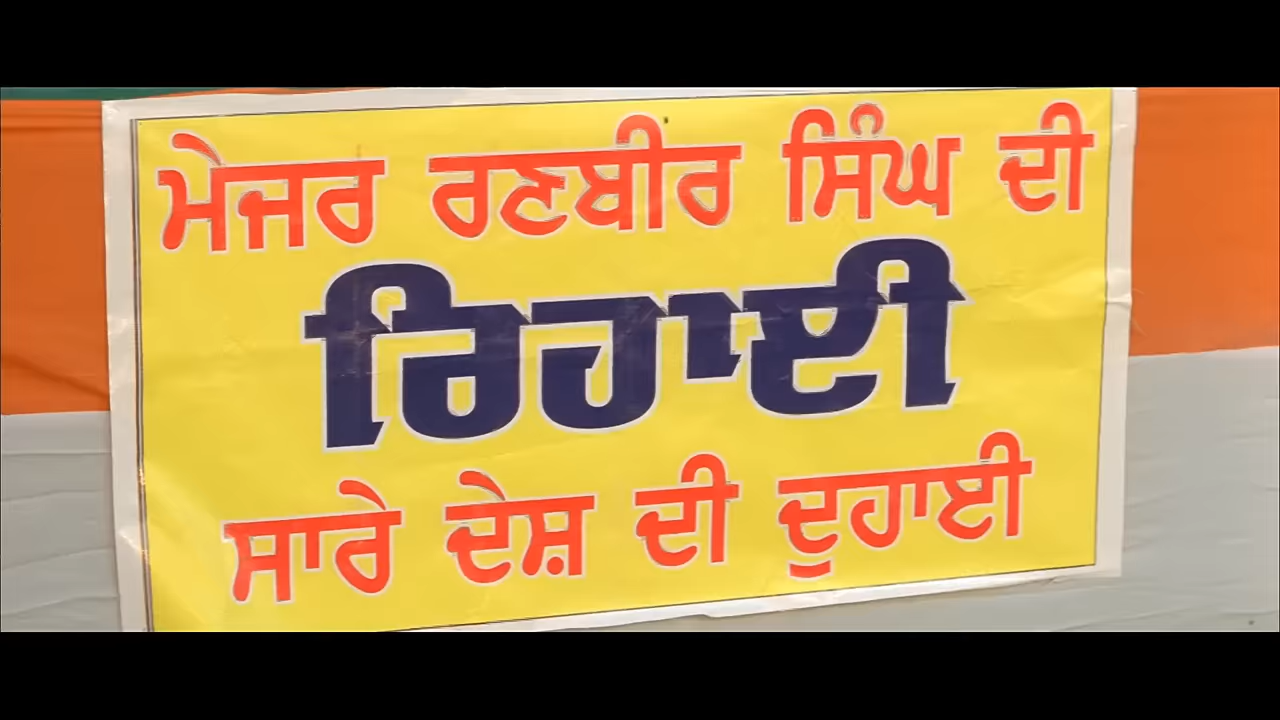 ਮੇਜਰ ਰਣਬੀਰ ਸਿੰਘ ਦੀ
ਰਿਹਾਈ
ਸਾਰੇ ਦੇਸ਼ ਦੀ ਦੁਹਾਈ